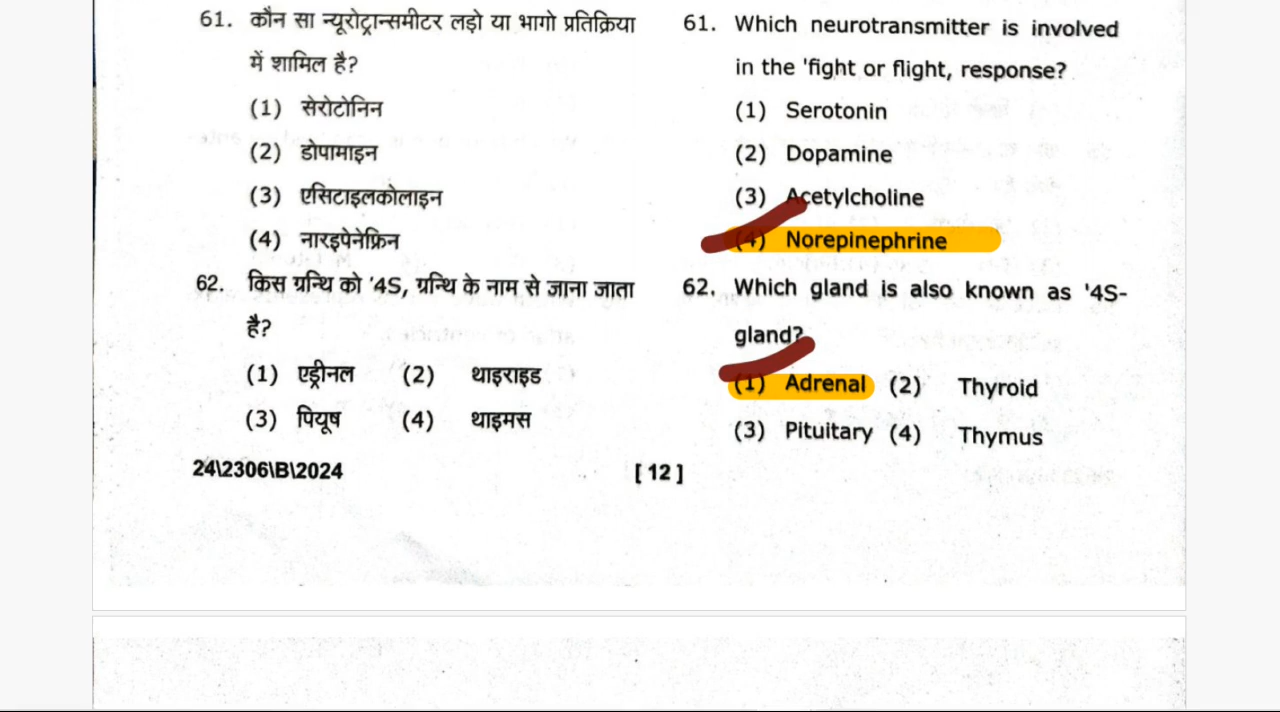 61. कौन सा न्यूरोट्रान्समीटर लड़ो या भागो प्रतिक्रिया
में शामिल है?
(1) सेरोटोनिन
(2) डोपामाइन
(3) एसिटाइलकोलाइन
(4) नारइपेनेफ्रिन
62. किस ग्रन्थि को '4S, ग्रन्थि के नाम से जाना जाता
है?
(1) एड्रीनल (2) थाइराइड
(3) पियूष (4) थाइमस
24\2306\B\2024
61. Which neurotransmitter is involved
in the 'fight or flight, response?
(1) Serotonin
(2) Dopamine
(3) Acetylcholine
(4) Norepinephrine
62. Which gland is also known as '4S-
gland?
(1) Adrenal (2) Thyroid
(3) Pituitary (4) Thymus
[ 12 ]